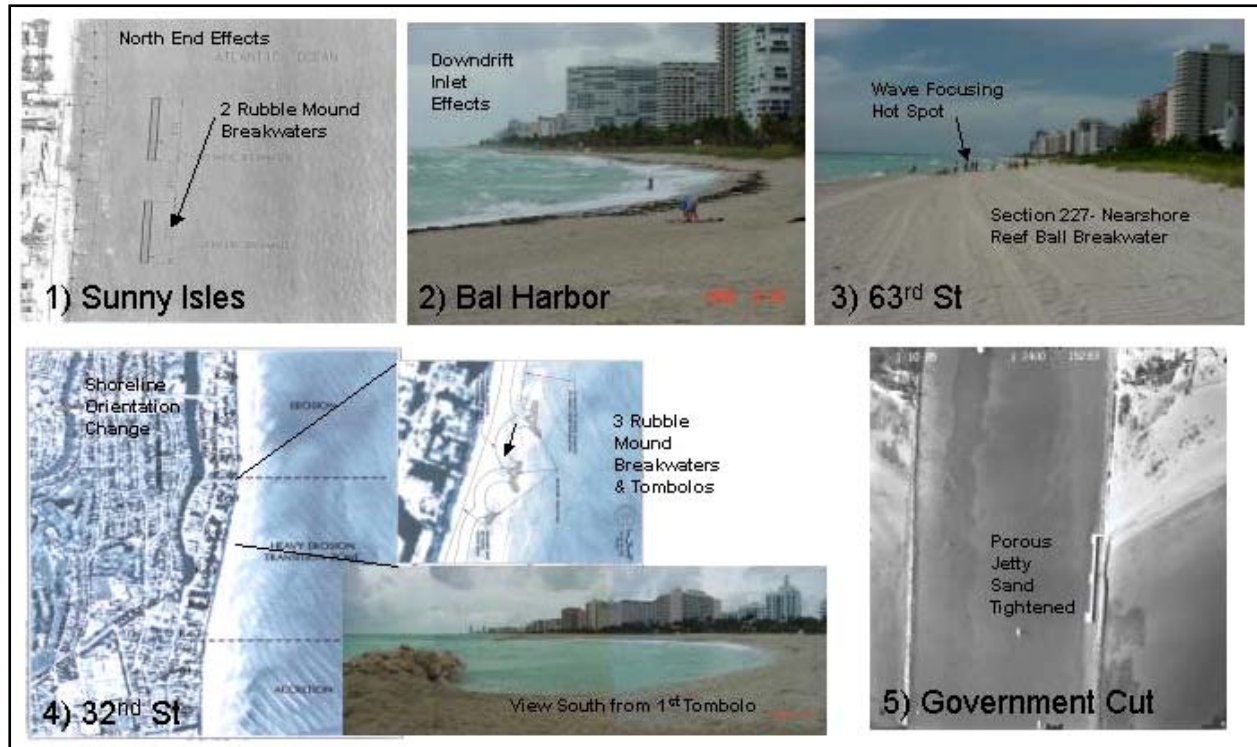 North End Effects
ATLANTIC OCEAN
2 Rubble Mound
Breakwaters
1) Sunny Isles
Downdrift
Inlet
Effects
2) Bal Harbor
Wave Focusing
Hot Spot
Section 227- Nearshore
Reef Ball Breakwater
3) 63rd St
Shoreline
Orientation
Change
EROSION
HEAVY EROSION
ACCRETION
4) 32nd St
3 Rubble
Mound
Breakwaters
& Tombolos
View South from 1st Tombolo
Porous
Jetty
Sand
Tightened
5) Government Cut